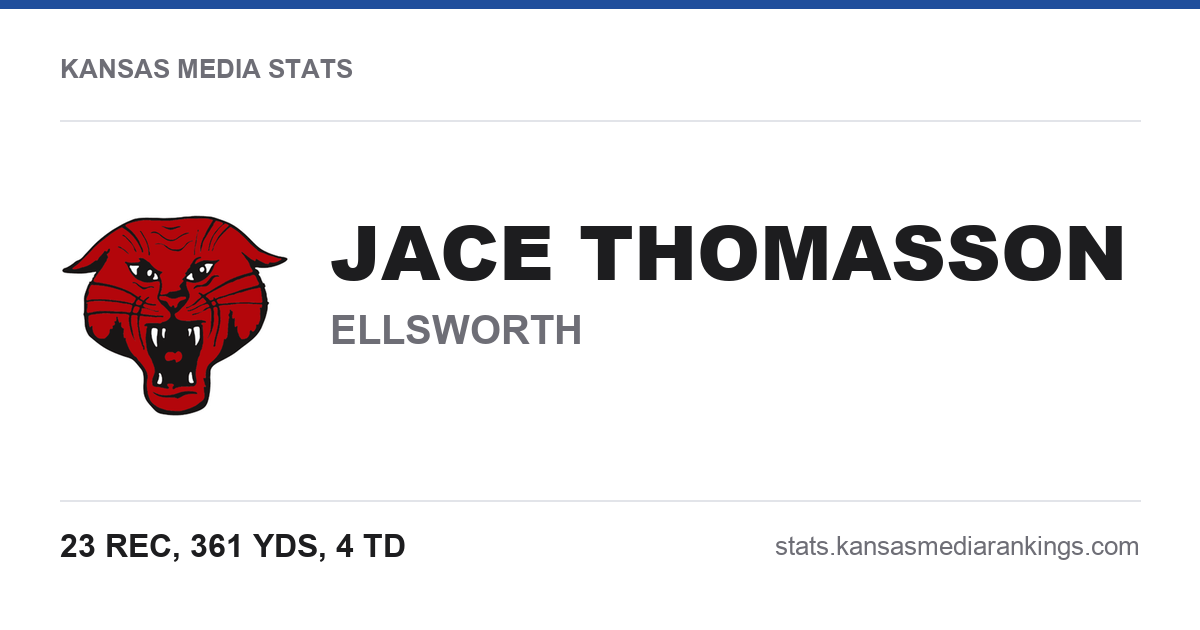 KANSAS MEDIA STATS
JACE THOMASSON
ELLSWORTH
23 REC, 361 YDS, 4 TD
stats.kansasmediarankings.com